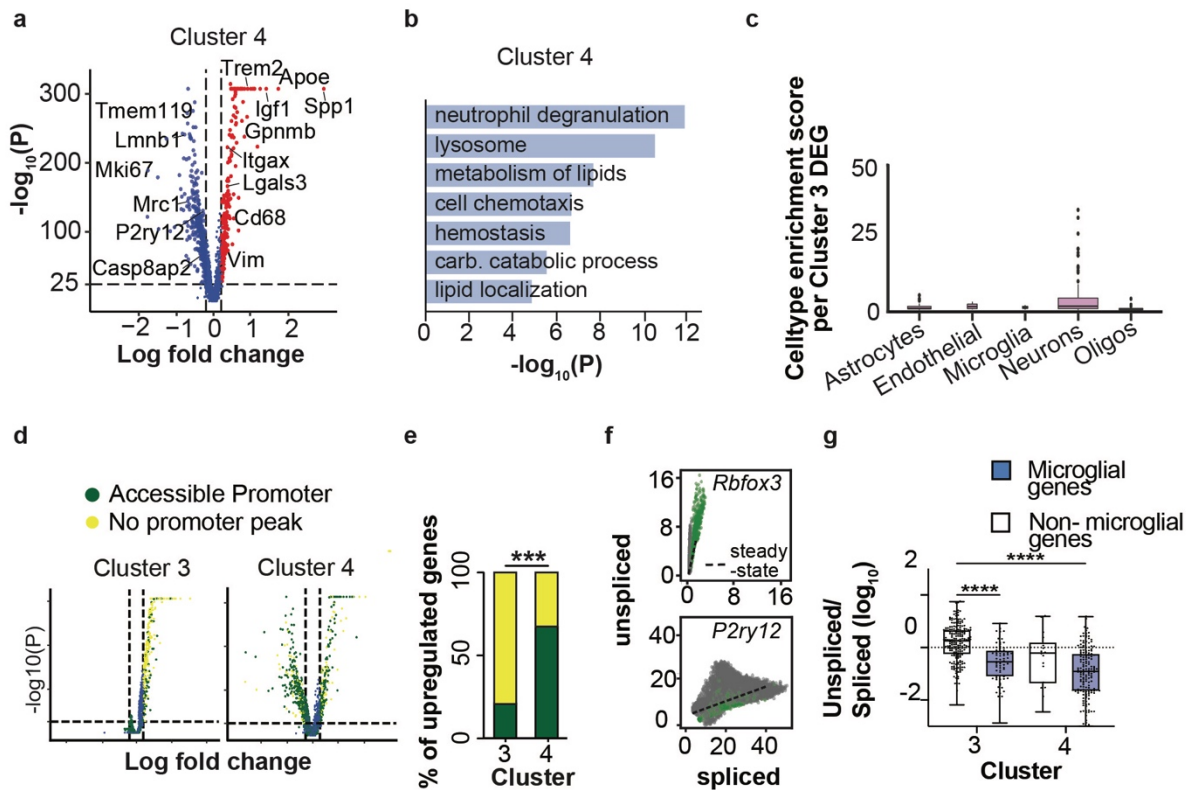 a
Cluster 4
-log10(P)
300
200
100
25
Trem2
Apoe
Tmem119
Igf1
Spp1
Lmnb1
Gpnmb
Mki67
Itgax
Lgals3
Mrc1
P2ry12
Cd68
Casp8ap2
Vim
-2
-1
0
1
2
Log fold change
b
Cluster 4
neutrophil degranulation
lysosome
metabolism of lipids
cell chemotaxis
hemostasis
carb. catabolic process
lipid localization
0 2 4 6 8 10 12
-log10(P)
c
Celltype enrichment score
per Cluster 3 DEG
50
25
0
Astrocytes
Endothelial
Microglia
Neurons
Oligos
d
Accessible Promoter
No promoter peak
Cluster 3
Cluster 4
-log10(P)
Log fold change
e
% of upregulated genes
100
50
0
***
3 4
Cluster
f
unspliced
16
12
8
4
0
Rbfox3
steady
-state
0 4 8 12 16
P2ry12
40
20
0
0 20 40
spliced
g
Microglial
genes
Non- microglial
genes
Unspliced/
Spliced (log10)
2
0
-2
****
****
3
4
Cluster